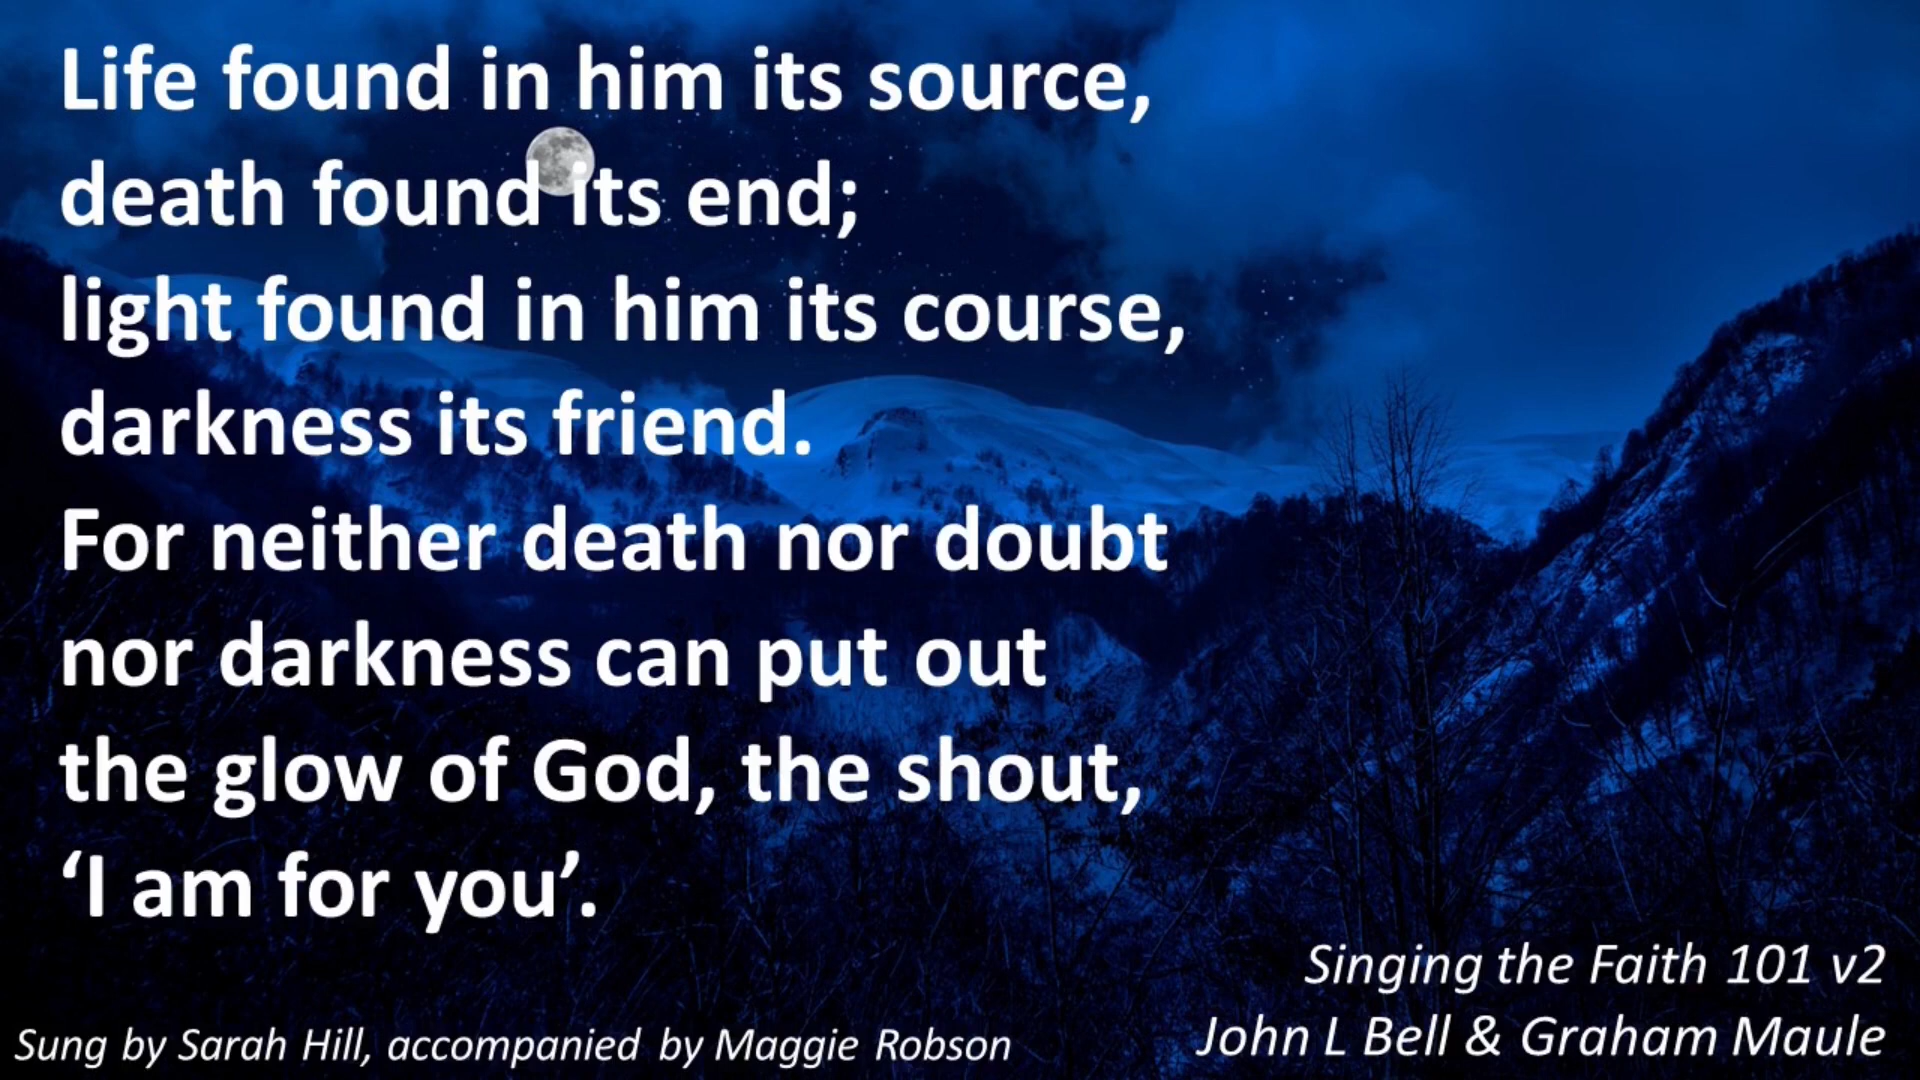 Life found in him its source,
death found its end;
light found in him its course,
darkness its friend.
For neither death nor doubt
nor darkness can put out
the glow of God, the shout,
‘I am for you’.
Singing the Faith 101 v2
John L Bell & Graham Maule
Sung by Sarah Hill, accompanied by Maggie Robson